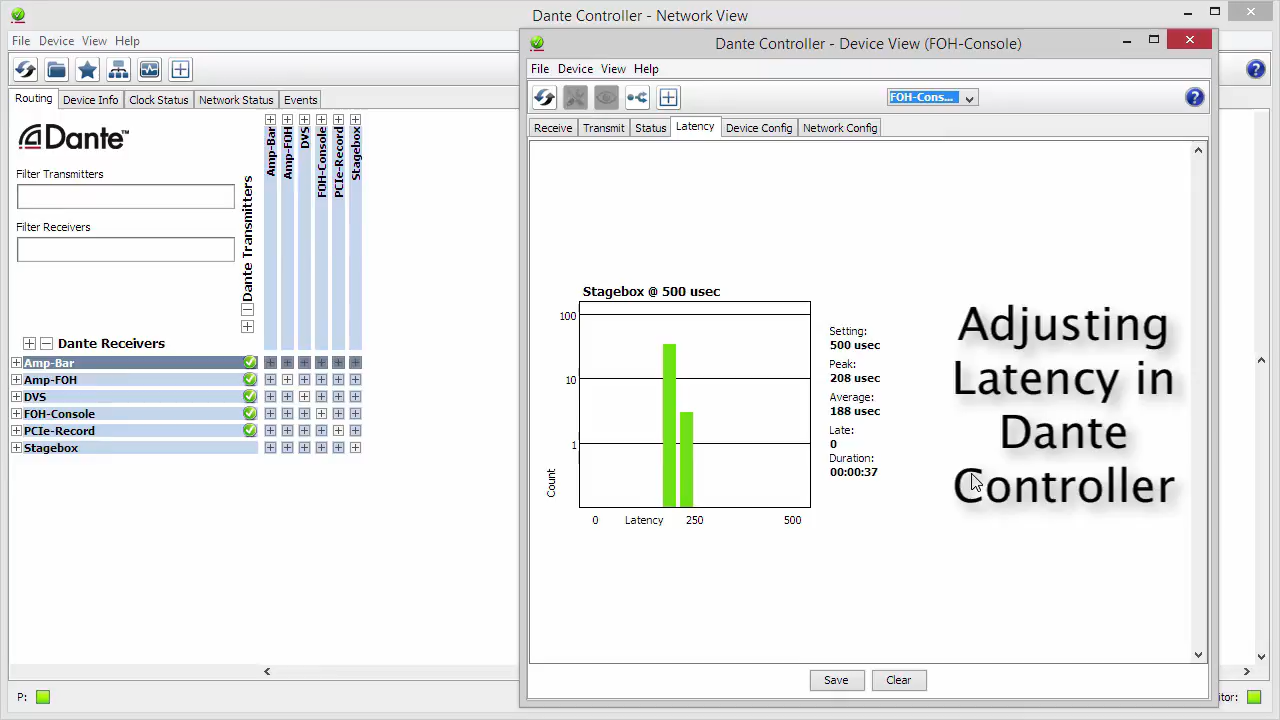 Dante Controller - Network View
File Device View Help
Routing Device Info Clock Status Network Status Events
Dante™
Filter Transmitters
Filter Receivers
Dante Transmitters
Amp-Bar
Amp-FOH
DVS
FOH-Console
PCIe-Record
Stagebox
Dante Receivers
Amp-Bar
Amp-FOH
DVS
FOH-Console
PCIe-Record
Stagebox
P:
Dante Controller - Device View (FOH-Console)
File Device View Help
FOH-Cons...
Receive Transmit Status Latency Device Config Network Config
Stagebox @ 500 usec
100
10
1
Count
0 Latency 250 500
Setting:
500 usec
Peak:
208 usec
Average:
188 usec
Late:
0
Duration:
00:00:37
Adjusting
Latency in
Dante
Controller
Save Clear
itor: